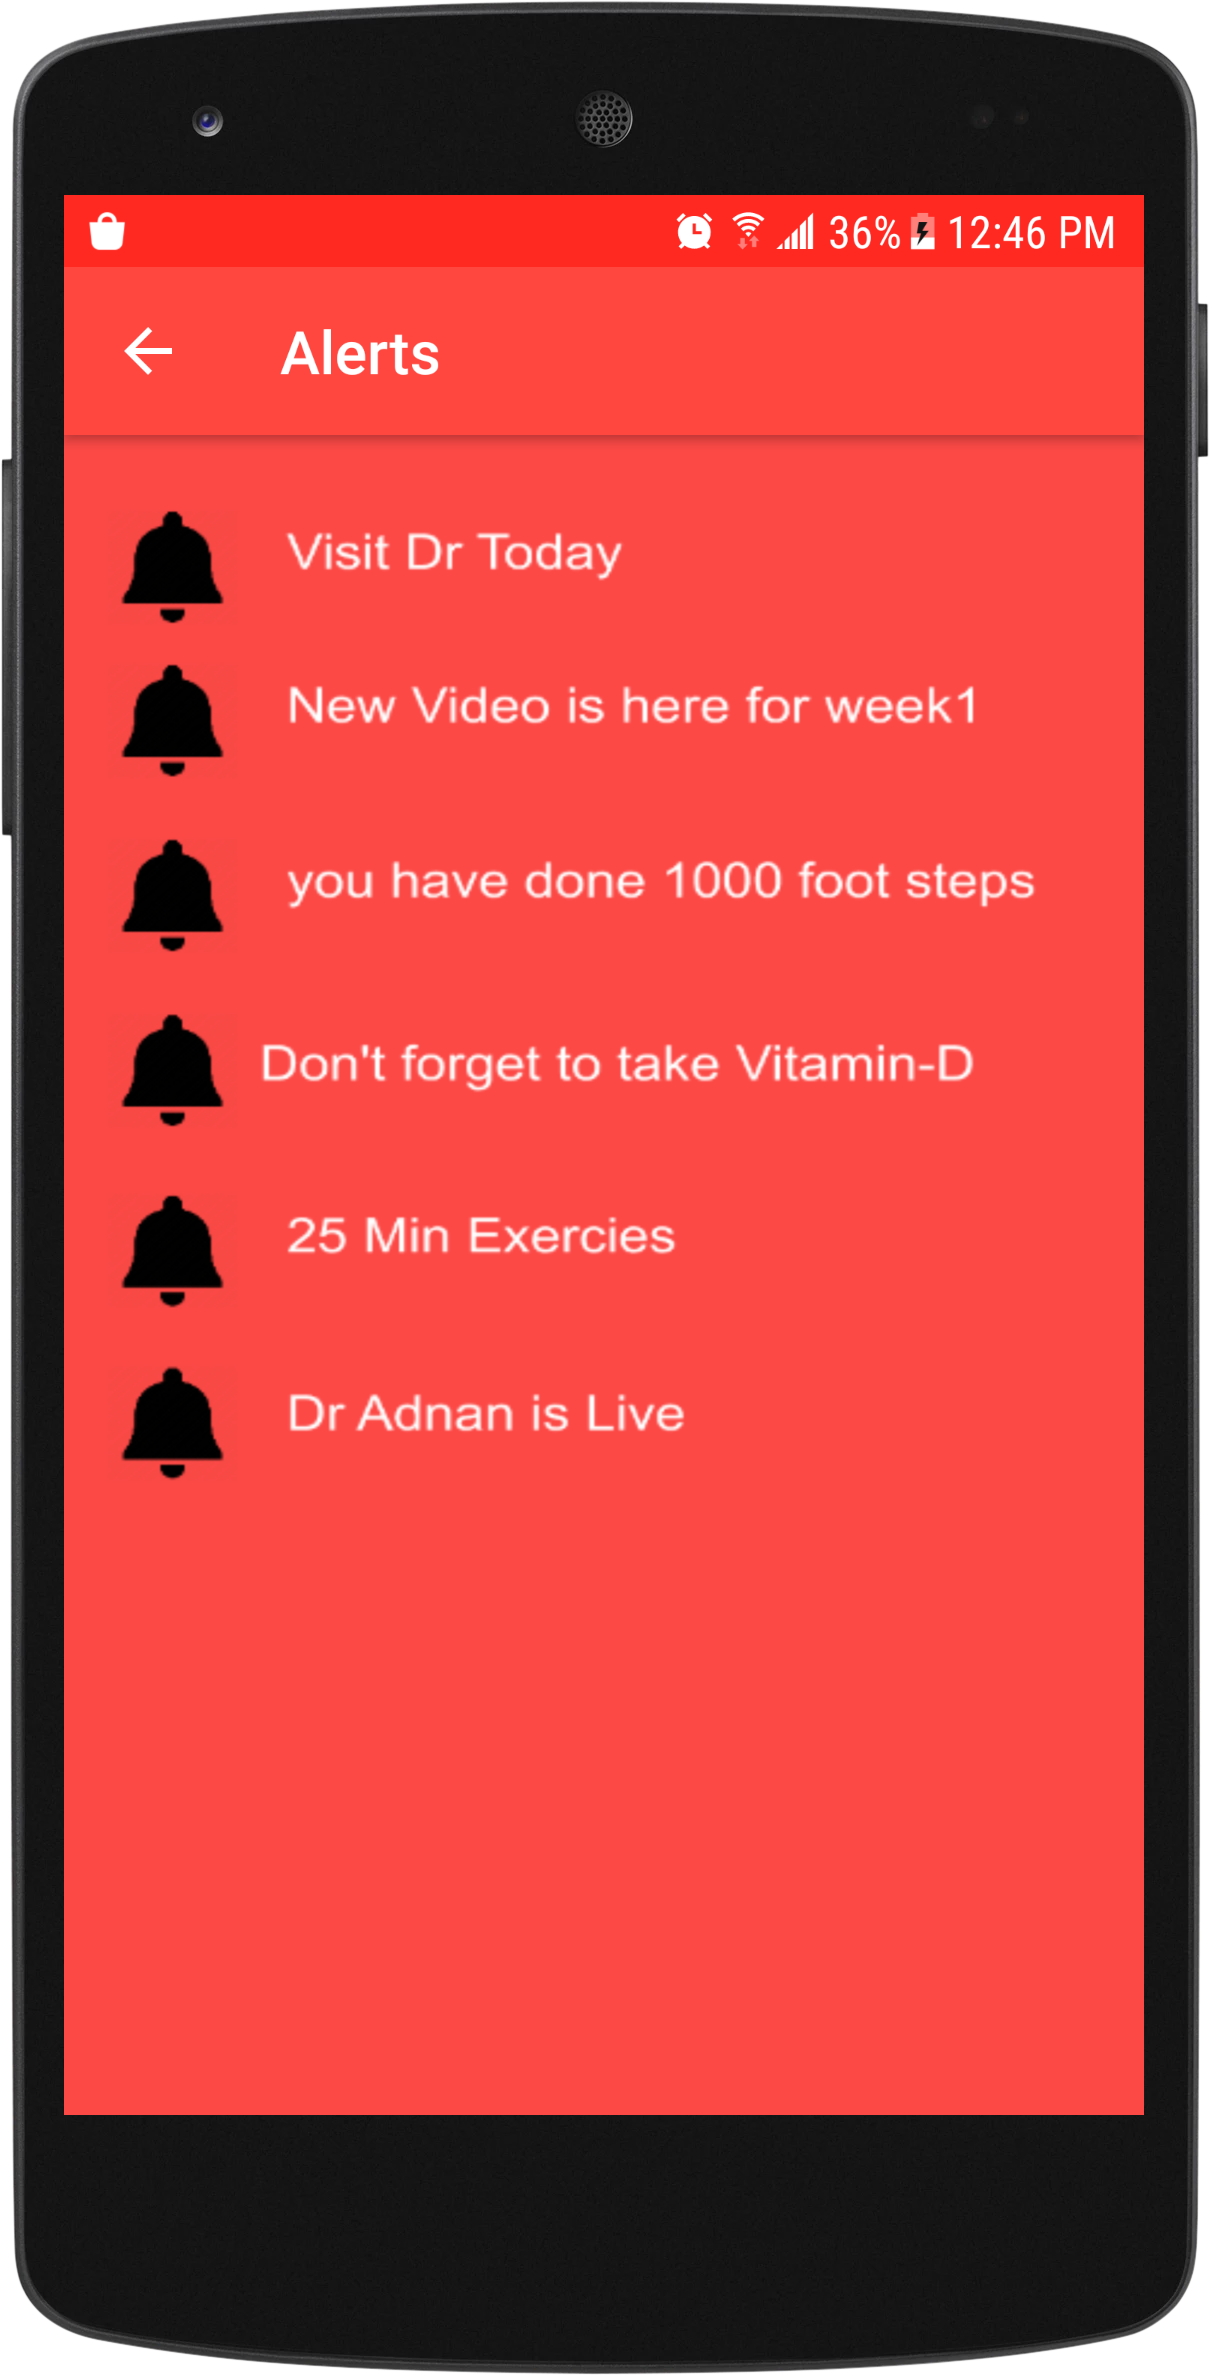 36% 12:46 PM
Alerts
Visit Dr Today
New Video is here for week1
you have done 1000 foot steps
Don't forget to take Vitamin-D
25 Min Exercies
Dr Adnan is Live